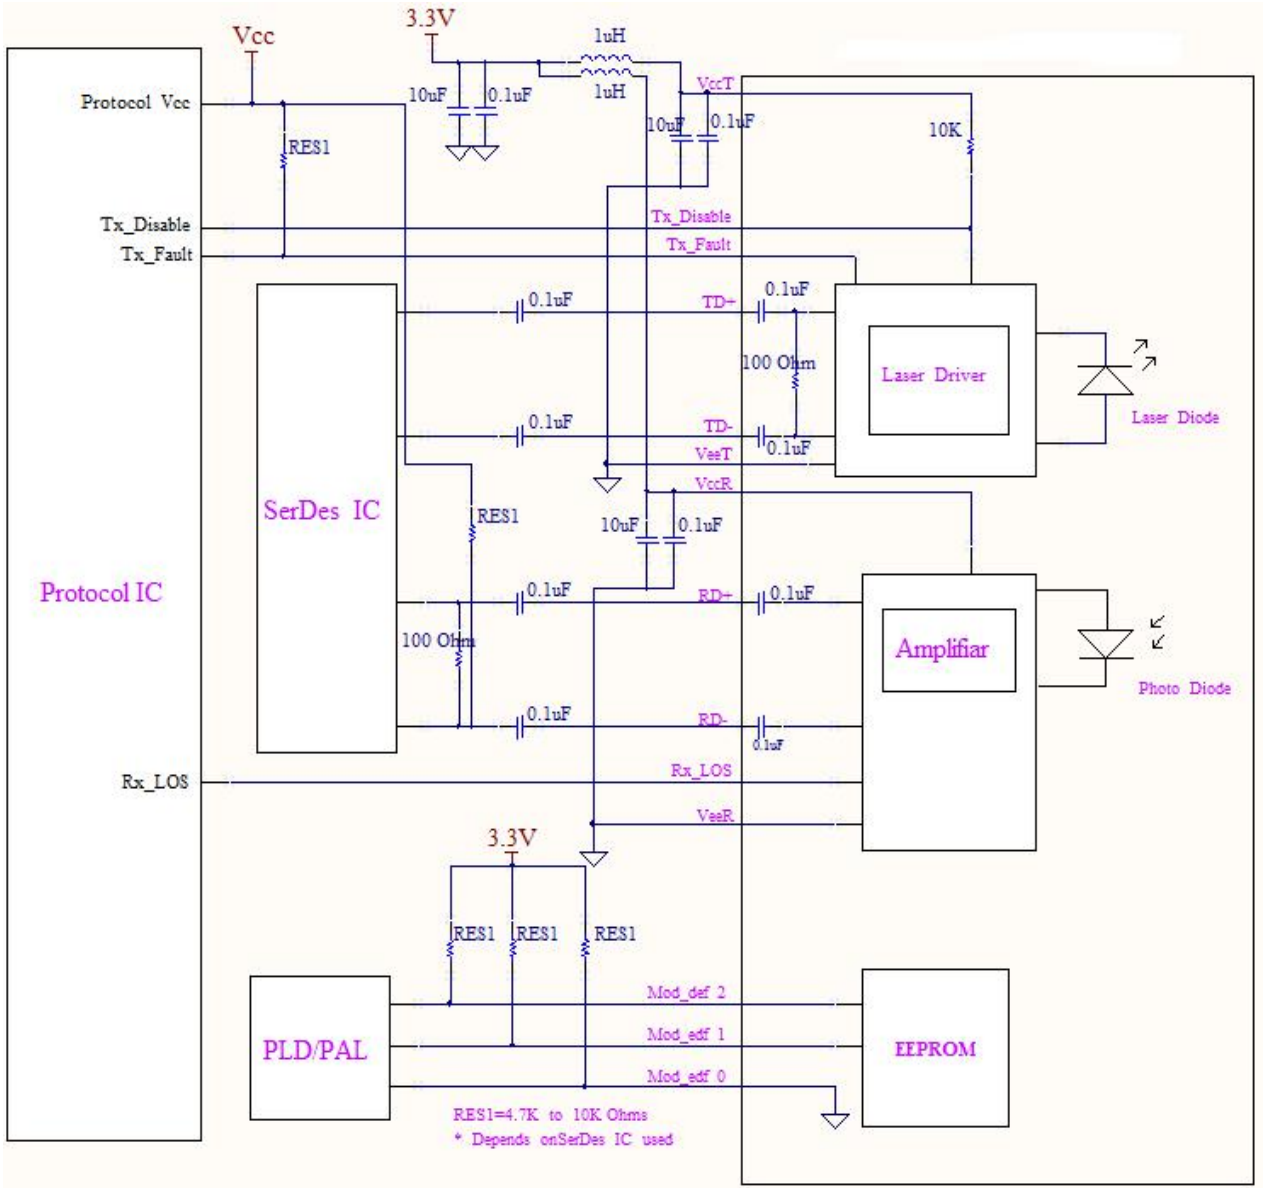 3.3V
Vcc
1uH
Protocol Vcc
10uF
0.1uF
1uH
VccT
10uF
0.1uF
10K
RES1
Tx_Disable
Tx_Disable
Tx_Fault
Tx_Fault
0.1uF
TD+
0.1uF
100 Ohm
Laser Driver
Laser Diode
0.1uF
TD-
0.1uF
VeeT
VccR
SerDes IC
RES1
10uF
0.1uF
Protocol IC
0.1uF
RD+
0.1uF
100 Ohm
Amplifiar
Photo Diode
0.1uF
RD-
0.1uF
Rx_LOS
Rx_LOS
VeeR
3.3V
RES1
RES1
RES1
Mod_def 2
PLD/PAL
Mod_edf 1
EEPROM
Mod_edf 0
RES1=4.7K to 10K Ohms
* Depends onSerDes IC used